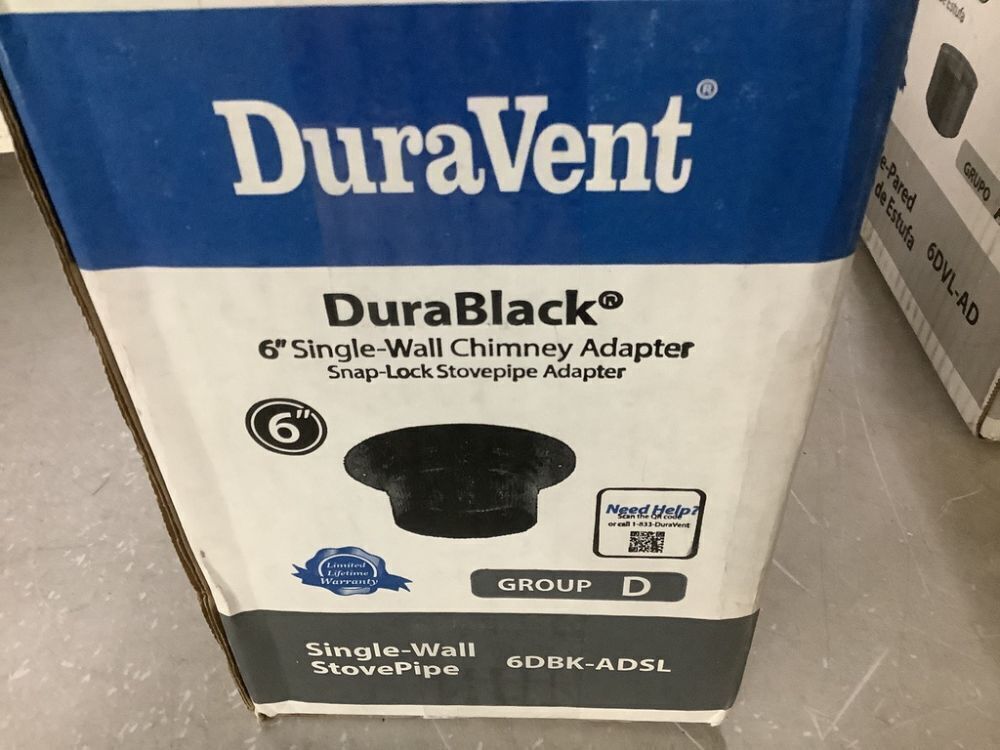 DuraVent®
DuraBlack®
6" Single-Wall Chimney Adapter
Snap-Lock Stovepipe Adapter
6"
Need Help?
Scan the QR code
or call 1-833-DuraVent
Limited
Lifetime
Warranty
GROUP D
Single-Wall
StovePipe
6DBK-ADSL
de Estufa
GRUPO
e-Pared
de Estufa
6DVL-AD